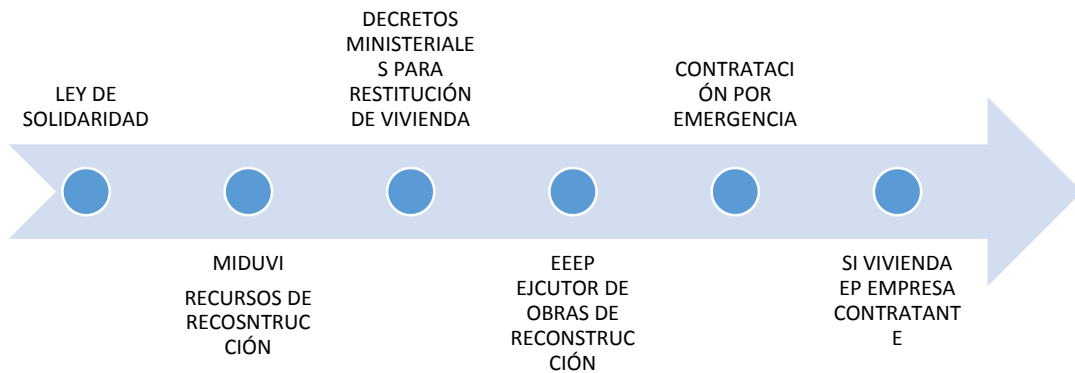 LEY DE
SOLIDARIDAD
MIDUVI
RECURSOS DE
RECOSNTRUC
CIÓN
DECRETOS
MINISTERIALE
S PARA
RESTITUCIÓN
DE VIVIENDA
EEEP
EJCUTOR DE
OBRAS DE
RECONSTRUC
CIÓN
CONTRATACI
ÓN POR
EMERGENCIA
SI VIVIENDA
EP EMPRESA
CONTRATANT
E